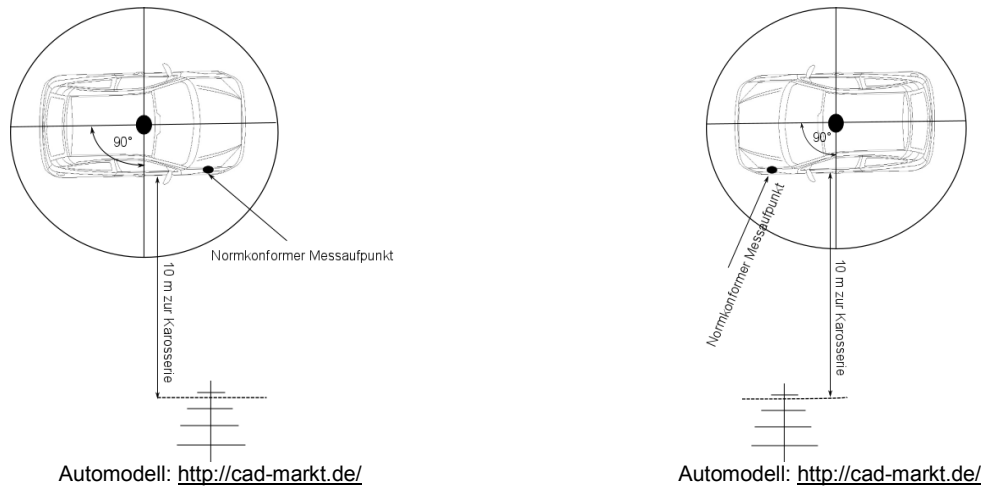 90°
Normkonformer Messaufpunkt
10 m zur Karosserie
Automodell: http://cad-markt.de/
90°
Normkonformer Messaufpunkt
10 m zur Karosserie
Automodell: http://cad-markt.de/